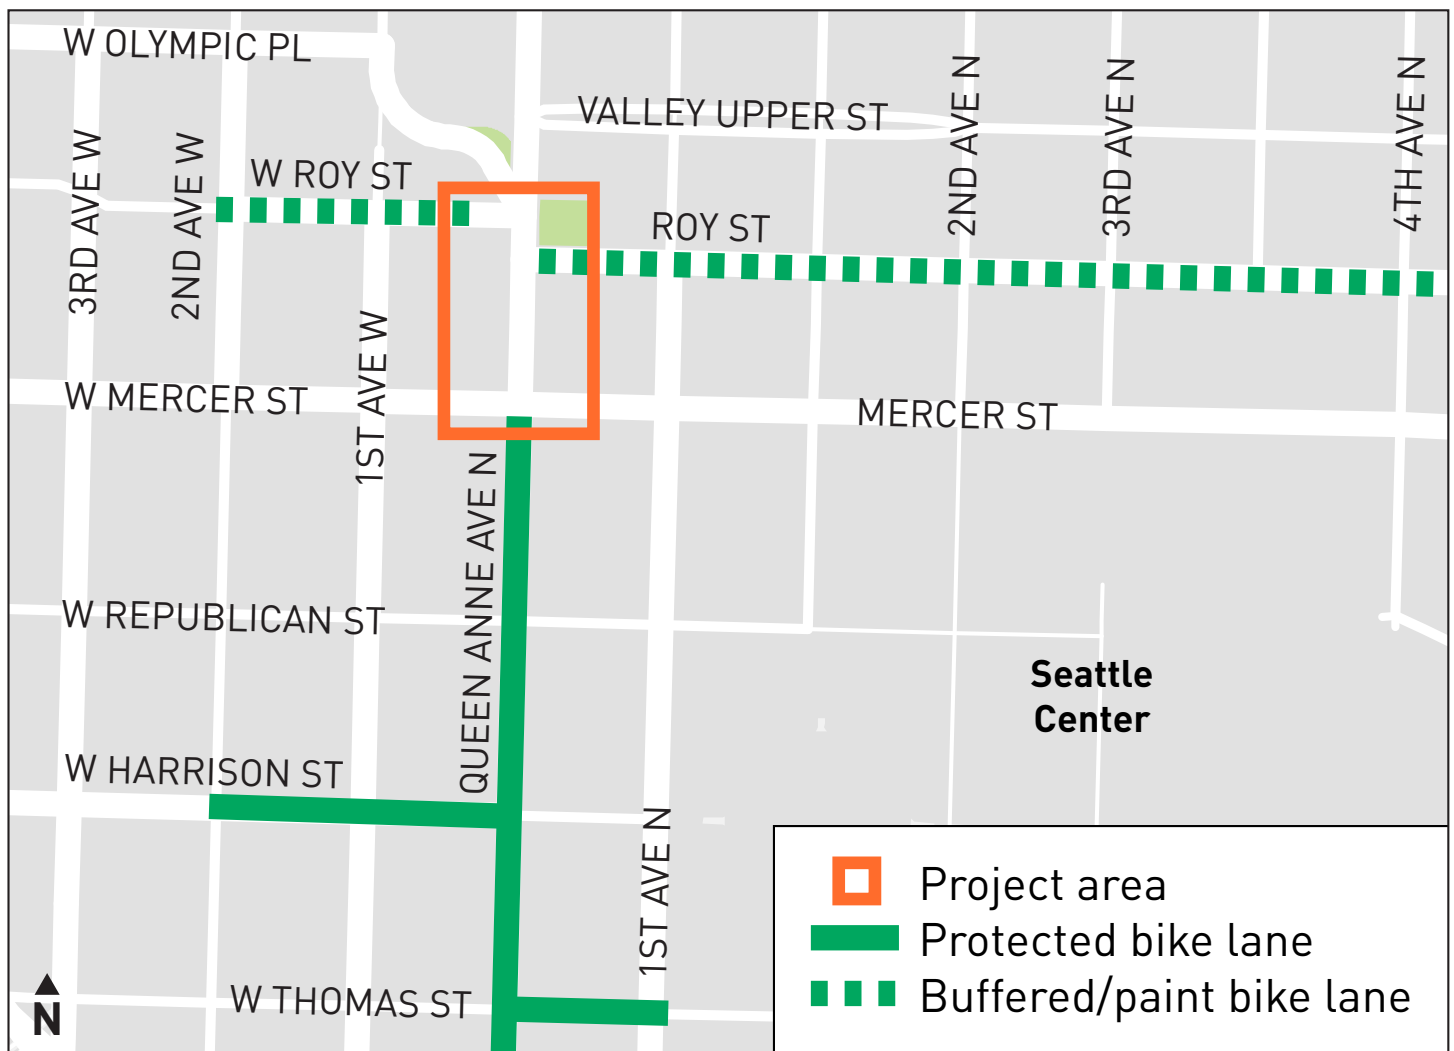 W OLYMPIC PL
VALLEY UPPER ST
2ND AVE N
3RD AVE N
4TH AVE N
3RD AVE W
2ND AVE W
W ROY ST
ROY ST
W MERCER ST
1ST AVE W
MERCER ST
QUEEN ANNE AVE N
W REPUBLICAN ST
Seattle
Center
W HARRISON ST
1ST AVE N
W THOMAS ST
N
Project area
Protected bike lane
Buffered/paint bike lane